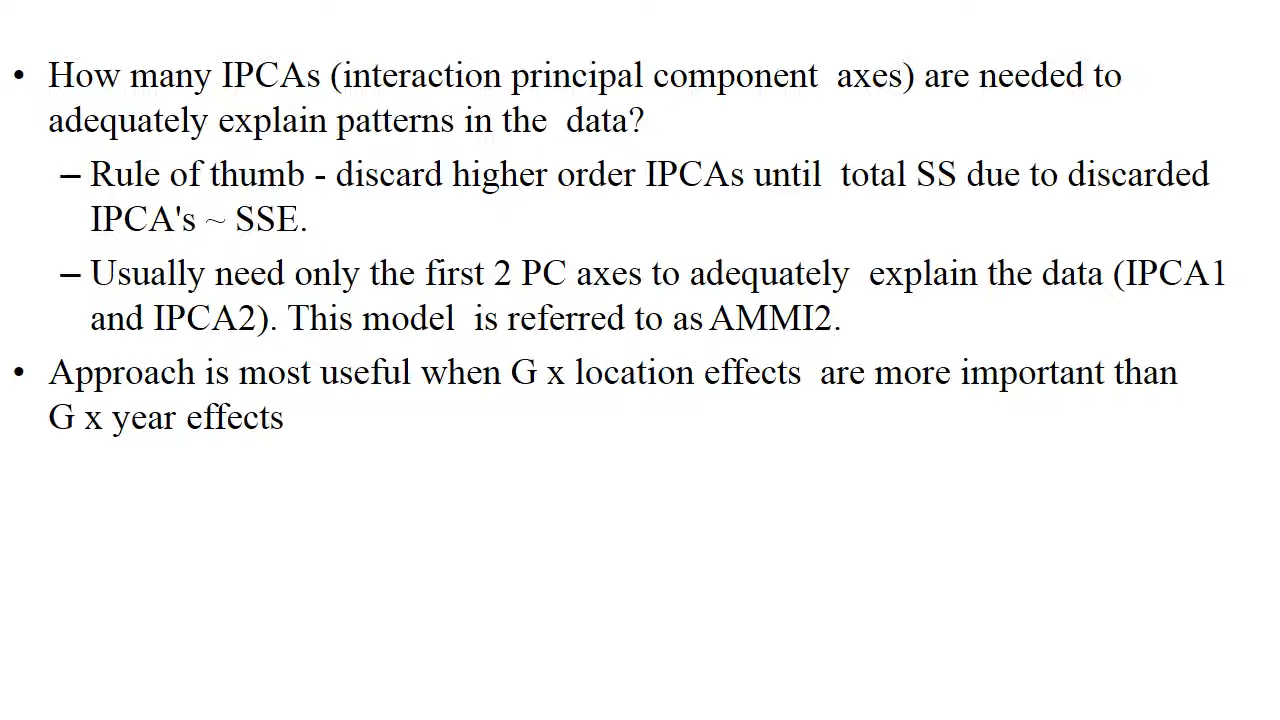 • How many IPCAs (interaction principal component axes) are needed to
adequately explain patterns in the data?
– Rule of thumb - discard higher order IPCAs until total SS due to discarded
IPCA's ~ SSE.
– Usually need only the first 2 PC axes to adequately explain the data (IPCA1
and IPCA2). This model is referred to as AMMI2.
• Approach is most useful when G x location effects are more important than
G x year effects